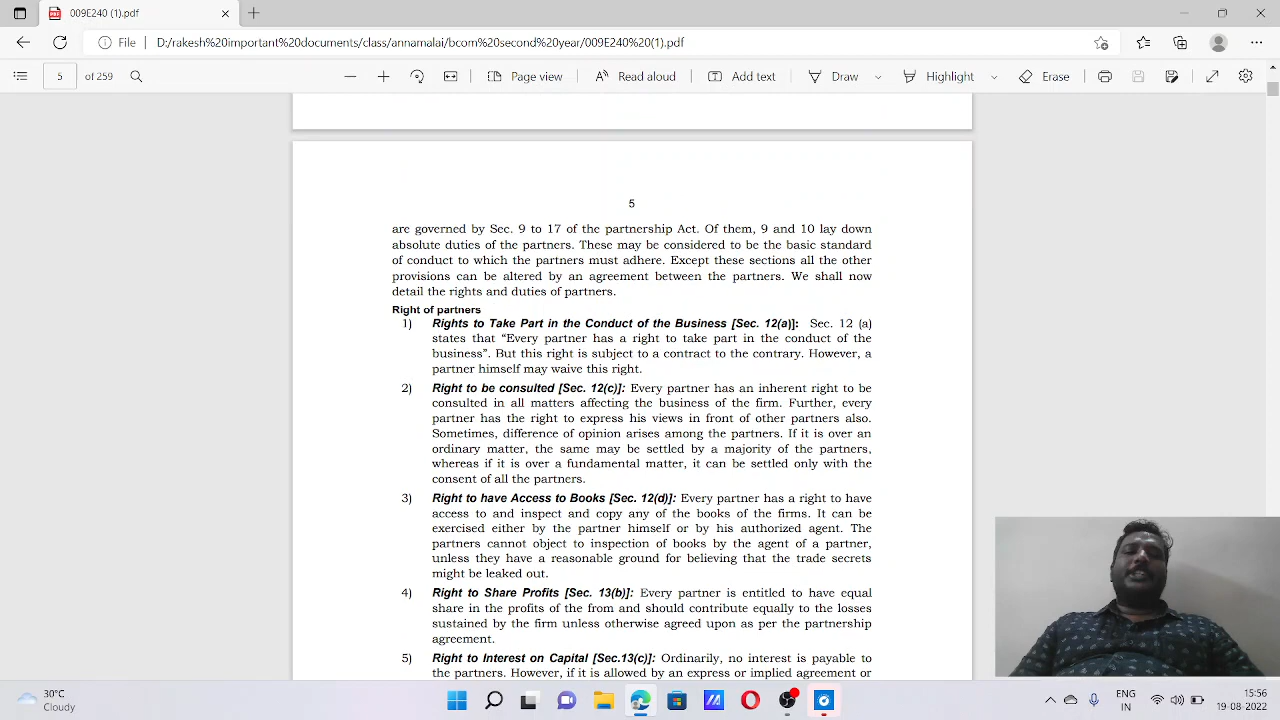 009E240 (1).pdf
File D:/rakesh%20important%20documents/class/annamalai/bcom%20second%20year/009E240%20(1).pdf
5 of 259 Page view Read aloud Add text Draw Highlight Erase
5
are governed by Sec. 9 to 17 of the partnership Act. Of them, 9 and 10 lay down
absolute duties of the partners. These may be considered to be the basic standard
of conduct to which the partners must adhere. Except these sections all the other
provisions can be altered by an agreement between the partners. We shall now
detail the rights and duties of partners.
Right of partners
1) Rights to Take Part in the Conduct of the Business [Sec. 12(a)]: Sec. 12 (a)
states that “Every partner has a right to take part in the conduct of the
business”. But this right is subject to a contract to the contrary. However, a
partner himself may waive this right.
2) Right to be consulted [Sec. 12(c]: Every partner has an inherent right to be
consulted in all matters affecting the business of the firm. Further, every
partner has the right to express his views in front of other partners also.
Sometimes, difference of opinion arises among the partners. If it is over an
ordinary matter, the same may be settled by a majority of the partners,
whereas if it is over a fundamental matter, it can be settled only with the
consent of all the partners.
3) Right to have Access to Books [Sec. 12(d]: Every partner has a right to have
access to and inspect and copy any of the books of the firms. It can be
exercised either by the partner himself or by his authorized agent. The
partners cannot object to inspection of books by the agent of a partner,
unless they have a reasonable ground for believing that the trade secrets
might be leaked out.
4) Right to Share Profits [Sec. 13(b)]: Every partner is entitled to have equal
share in the profits of the from and should contribute equally to the losses
sustained by the firm unless otherwise agreed upon as per the partnership
agreement.
5) Right to Interest on Capital [Sec.13(c)]: Ordinarily, no interest is payable to
the partners. However, if it is allowed by an express or implied agreement or
30°C
Cloudy
ENG
IN
15:56
19-08-2022